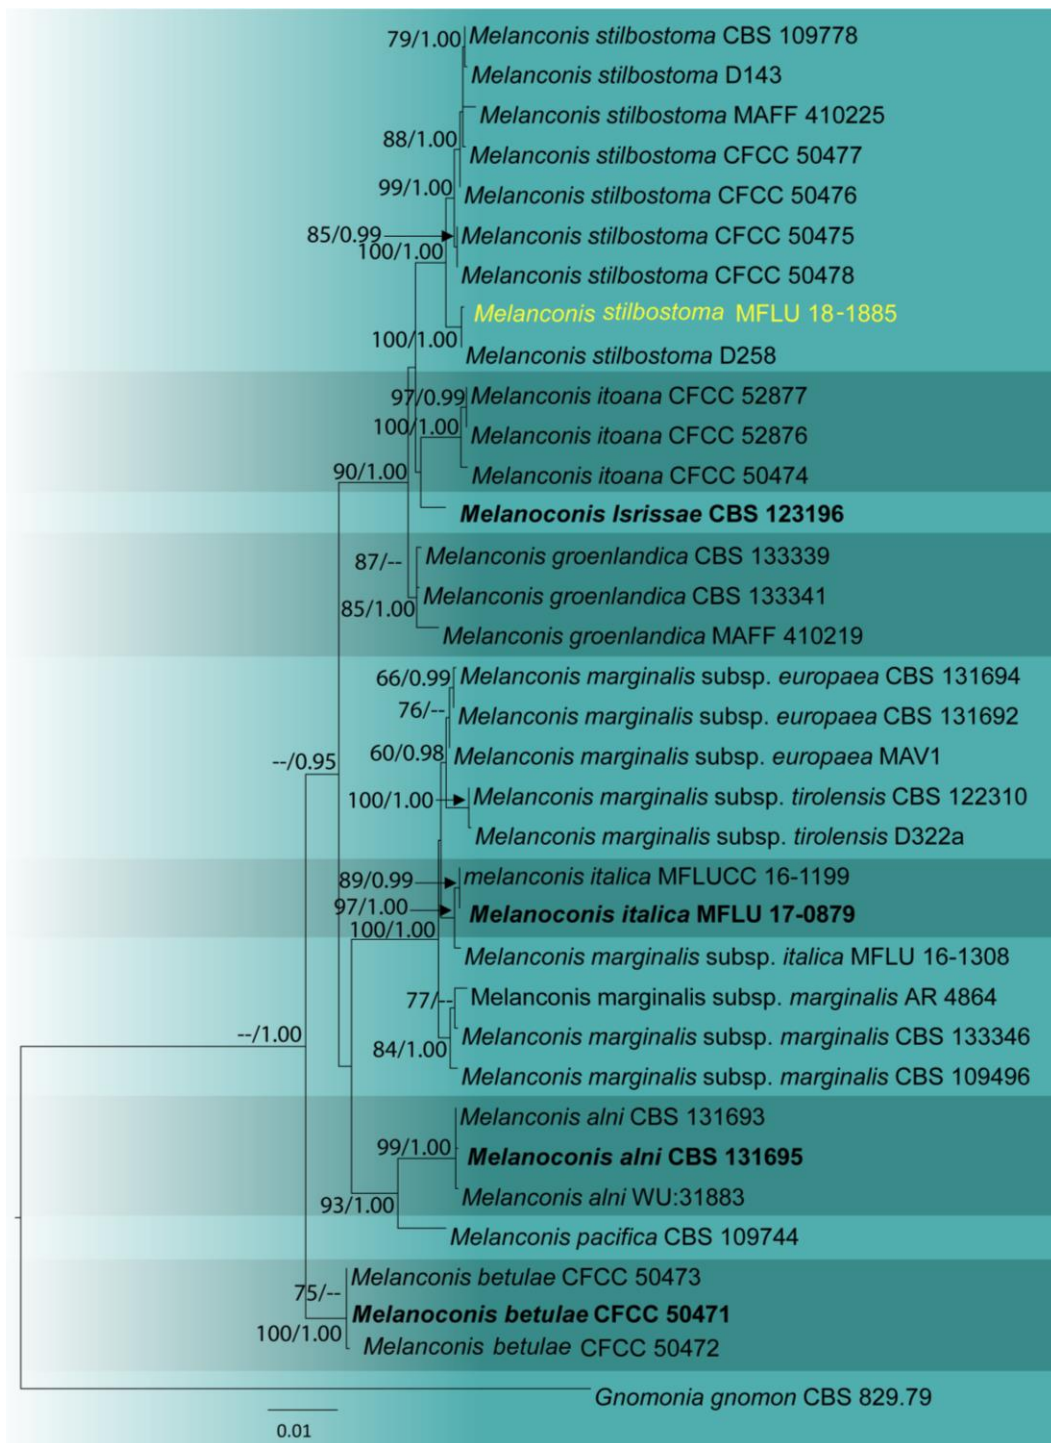 79/1.00 Melanconis stilbostoma CBS 109778
Melanconis stilbostoma D143
Melanconis stilbostoma MAFF 410225
88/1.00
Melanconis stilbostoma CFCC 50477
99/1.00 Melanconis stilbostoma CFCC 50476
85/0.99 Melanconis stilbostoma CFCC 50475
100/1.00
Melanconis stilbostoma CFCC 50478
Melanconis stilbostoma MFLU 18-1885
100/1.00
Melanconis stilbostoma D258
97/0.99 Melanconis itoana CFCC 52877
100/1.00 Melanconis itoana CFCC 52876
90/1.00 Melanconis itoana CFCC 50474
Melanoconis lsrissae CBS 123196
87/-- Melanconis groenlandica CBS 133339
85/1.00 Melanconis groenlandica CBS 133341
Melanconis groenlandica MAFF 410219
66/0.99 Melanconis marginalis subsp. europaea CBS 131694
76/-- Melanconis marginalis subsp. europaea CBS 131692
--/0.95 60/0.98 Melanconis marginalis subsp. europaea MAV1
100/1.00 Melanconis marginalis subsp. tirolensis CBS 122310
Melanconis marginalis subsp. tirolensis D322a
89/0.99 melanconis italica MFLUCC 16-1199
97/1.00 Melanoconis italica MFLU 17-0879
100/1.00
Melanconis marginalis subsp. italica MFLU 16-1308
77/-- Melanconis marginalis subsp. marginalis AR 4864
--/1.00 Melanconis marginalis subsp. marginalis CBS 133346
84/1.00
Melanconis marginalis subsp. marginalis CBS 109496
Melanconis alni CBS 131693
99/1.00 Melanoconis alni CBS 131695
93/1.00 Melanconis alni WU:31883
Melanconis pacifica CBS 109744
75/-- Melanconis betulae CFCC 50473
Melanoconis betulae CFCC 50471
100/1.00
Melanconis betulae CFCC 50472
Gnomonia gnomon CBS 829.79
0.01